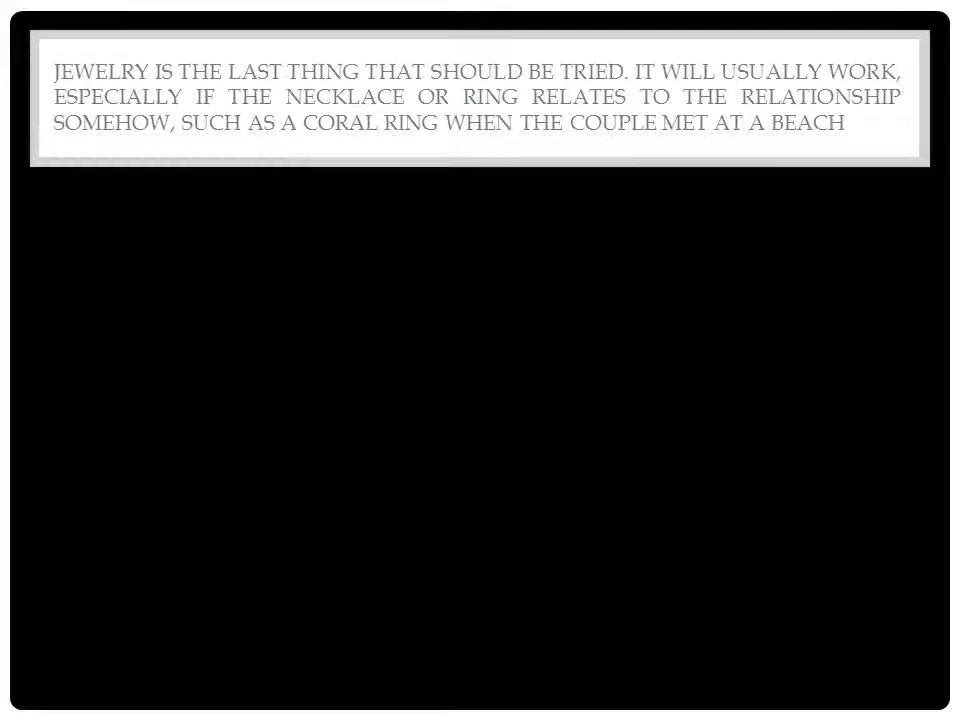 JEWELRY IS THE LAST THING THAT SHOULD BE TRIED. IT WILL USUALLY WORK,
ESPECIALLY IF THE NECKLACE OR RING RELATES TO THE RELATIONSHIP
SOMEHOW, SUCH AS A CORAL RING WHEN THE COUPLE MET AT A BEACH